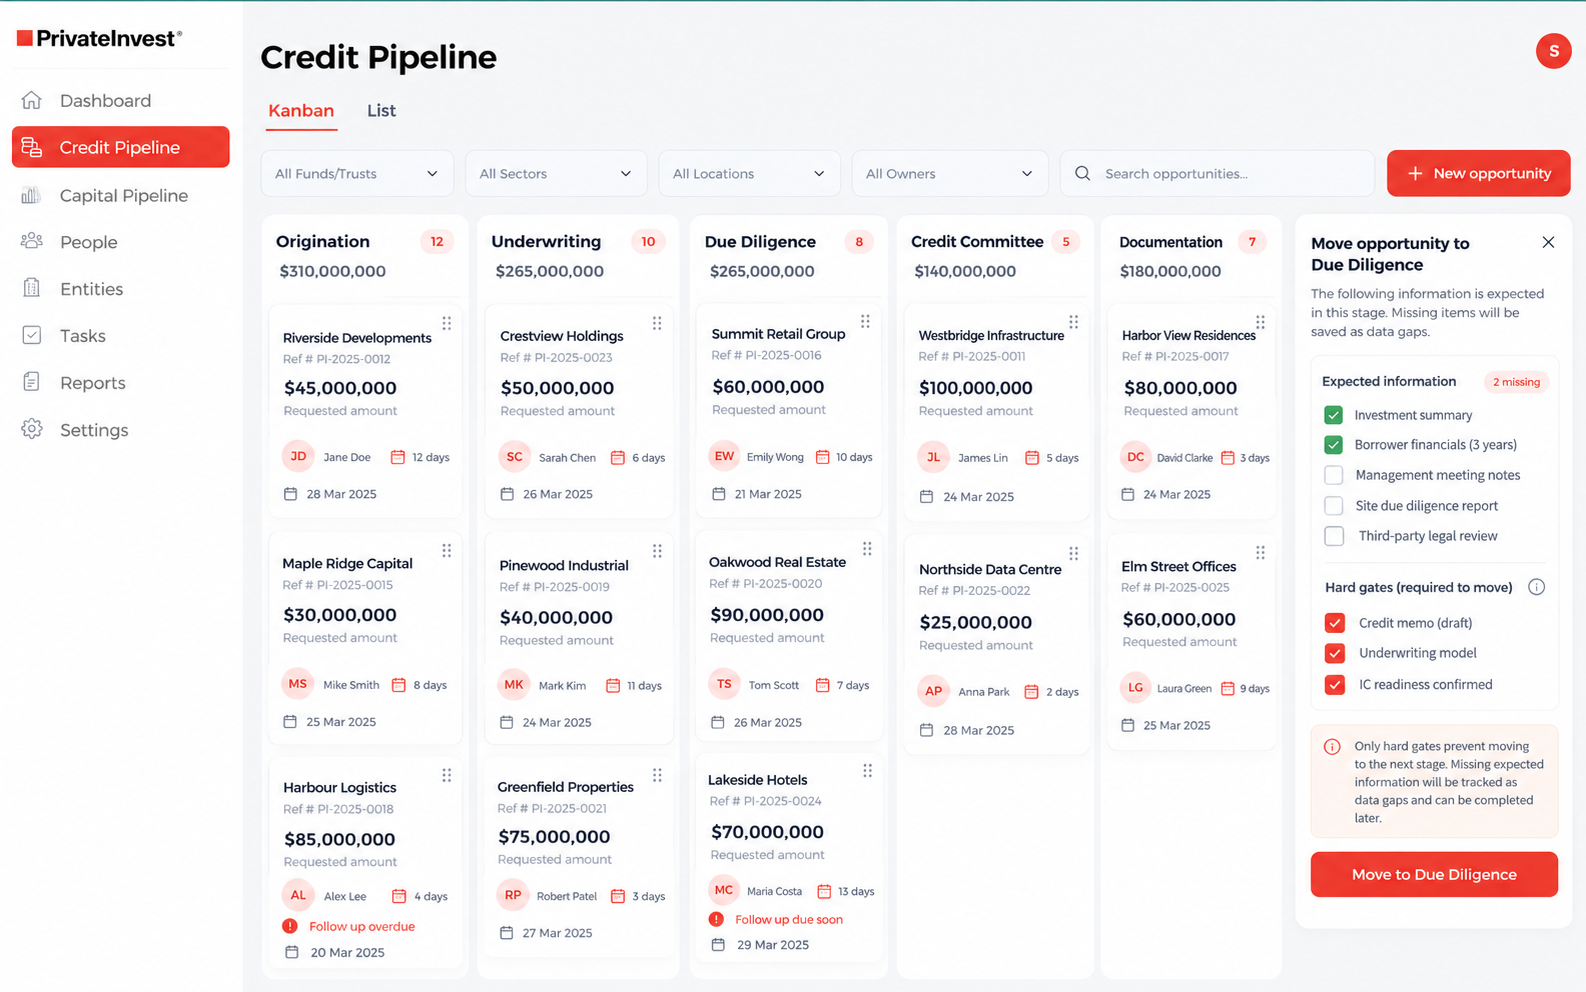 PrivateInvest®
Dashboard
Credit Pipeline
Capital Pipeline
People
Entities
Tasks
Reports
Settings
Credit Pipeline
S
Kanban
List
All Funds/Trusts
All Sectors
All Locations
All Owners
Search opportunities...
+ New opportunity
Origination
12
$310,000,000
Riverside Developments
Ref # PI-2025-0012
$45,000,000
Requested amount
JD
Jane Doe
12 days
28 Mar 2025
Maple Ridge Capital
Ref # PI-2025-0015
$30,000,000
Requested amount
MS
Mike Smith
8 days
25 Mar 2025
Harbour Logistics
Ref # PI-2025-0018
$85,000,000
Requested amount
AL
Alex Lee
4 days
Follow up overdue
20 Mar 2025
Underwriting
10
$265,000,000
Crestview Holdings
Ref # PI-2025-0023
$50,000,000
Requested amount
SC
Sarah Chen
6 days
26 Mar 2025
Pinewood Industrial
Ref # PI-2025-0019
$40,000,000
Requested amount
MK
Mark Kim
11 days
24 Mar 2025
Greenfield Properties
Ref # PI-2025-0021
$75,000,000
Requested amount
RP
Robert Patel
3 days
27 Mar 2025
Due Diligence
8
$265,000,000
Summit Retail Group
Ref # PI-2025-0016
$60,000,000
Requested amount
EW
Emily Wong
10 days
21 Mar 2025
Oakwood Real Estate
Ref # PI-2025-0020
$90,000,000
Requested amount
TS
Tom Scott
7 days
26 Mar 2025
Lakeside Hotels
Ref # PI-2025-0024
$70,000,000
Requested amount
MC
Maria Costa
13 days
Follow up due soon
29 Mar 2025
Credit Committee
5
$140,000,000
Westbridge Infrastructure
Ref # PI-2025-0011
$100,000,000
Requested amount
JL
James Lin
5 days
24 Mar 2025
Northside Data Centre
Ref # PI-2025-0022
$25,000,000
Requested amount
AP
Anna Park
2 days
28 Mar 2025
Documentation
7
$180,000,000
Harbor View Residences
Ref # PI-2025-0017
$80,000,000
Requested amount
DC
David Clarke
3 days
24 Mar 2025
Elm Street Offices
Ref # PI-2025-0025
$60,000,000
Requested amount
LG
Laura Green
9 days
25 Mar 2025
Move opportunity to
Due Diligence
The following information is expected
in this stage. Missing items will be
saved as data gaps.
Expected information
2 missing
Investment summary
Borrower financials (3 years)
Management meeting notes
Site due diligence report
Third-party legal review
Hard gates (required to move)
Credit memo (draft)
Underwriting model
IC readiness confirmed
Only hard gates prevent moving
to the next stage. Missing expected
information will be tracked as
data gaps and can be completed
later.
Move to Due Diligence